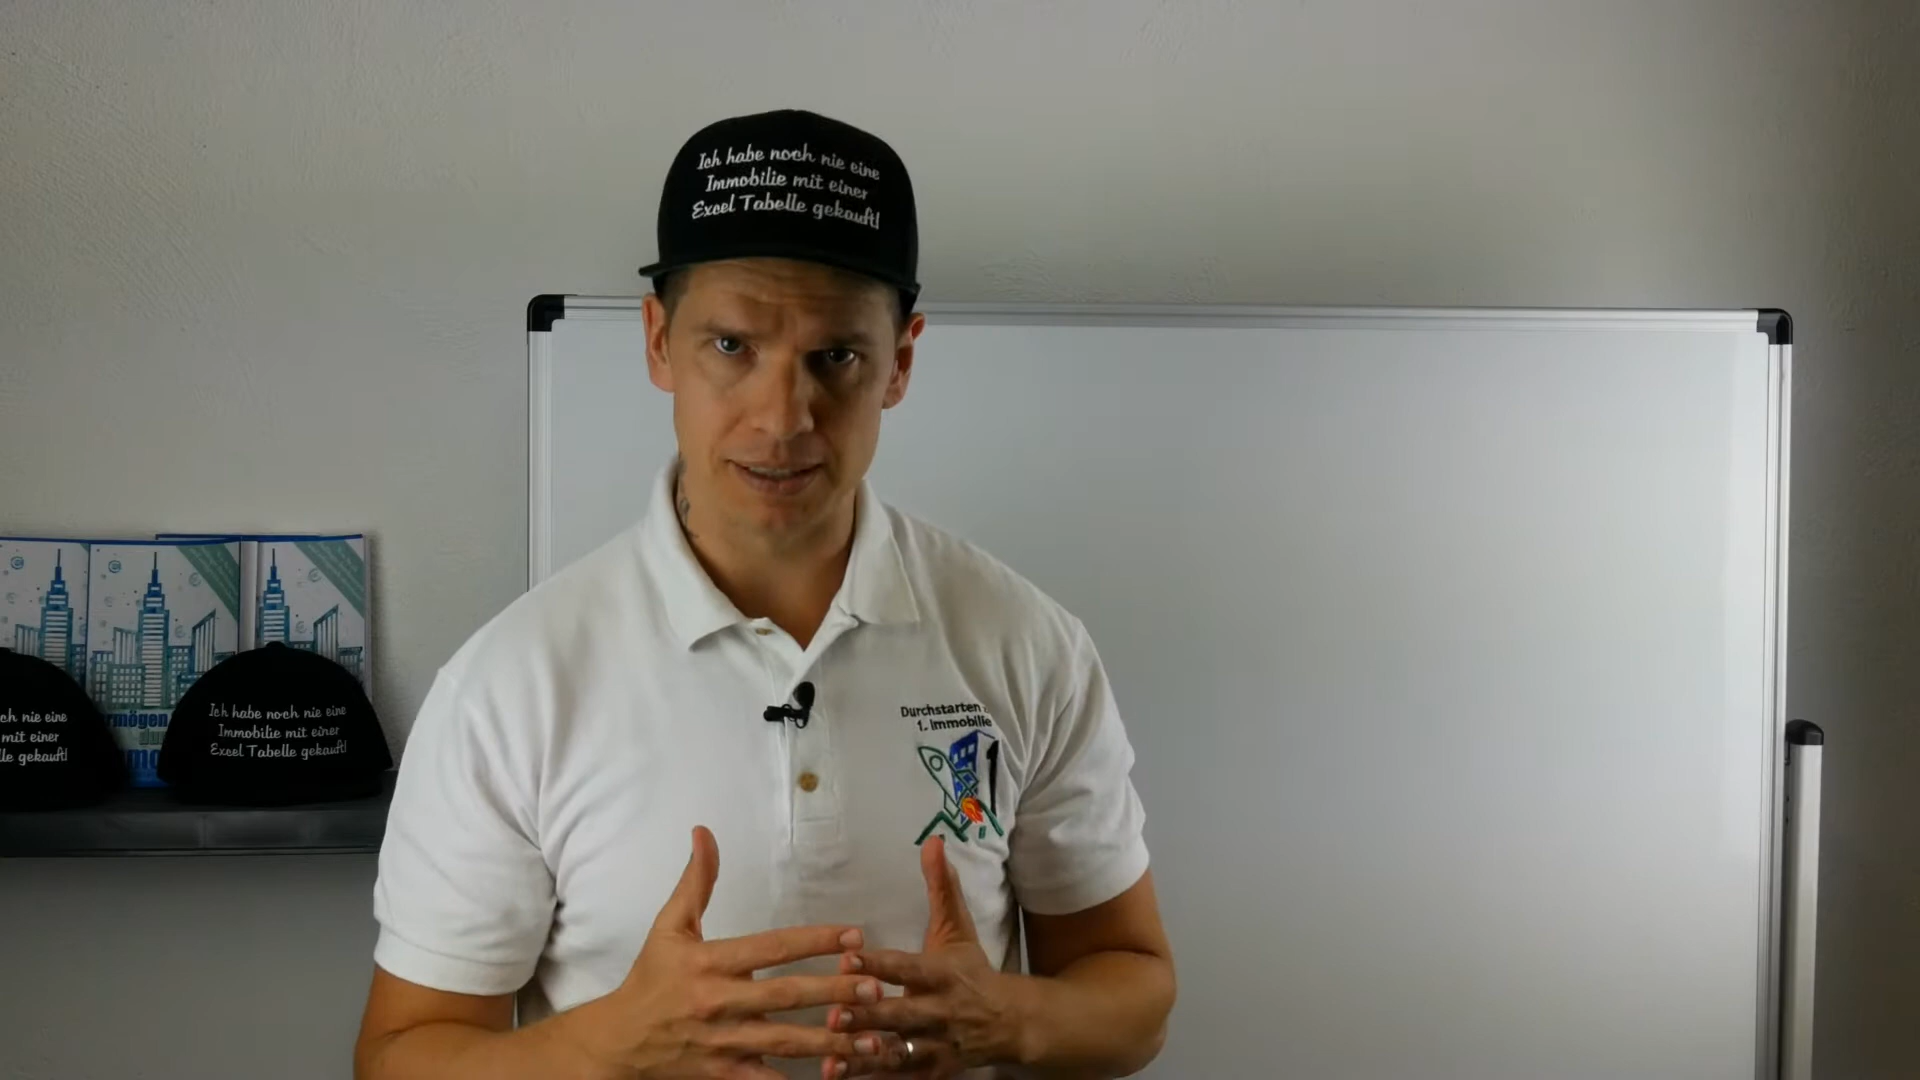 Ich habe noch nie eine
Immobilie mit einer
Excel Tabelle gekauft!
Durchstarten
1. Immobilie
1
ch nie eine
mit einer
lle gekauft!
Ich habe noch nie eine
Immobilie mit einer
Excel Tabelle gekauft!
rmögen